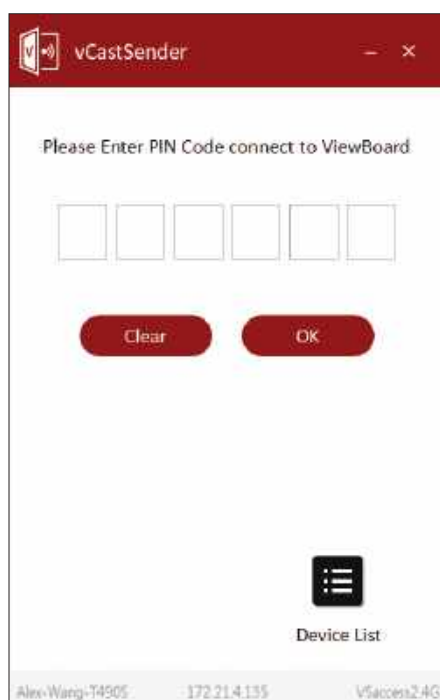 vCastSender
Please Enter PIN Code connect to ViewBoard
Clear OK
Device List
Alex-Wang-T490S 172.21.4.135 VSaccess2.4G